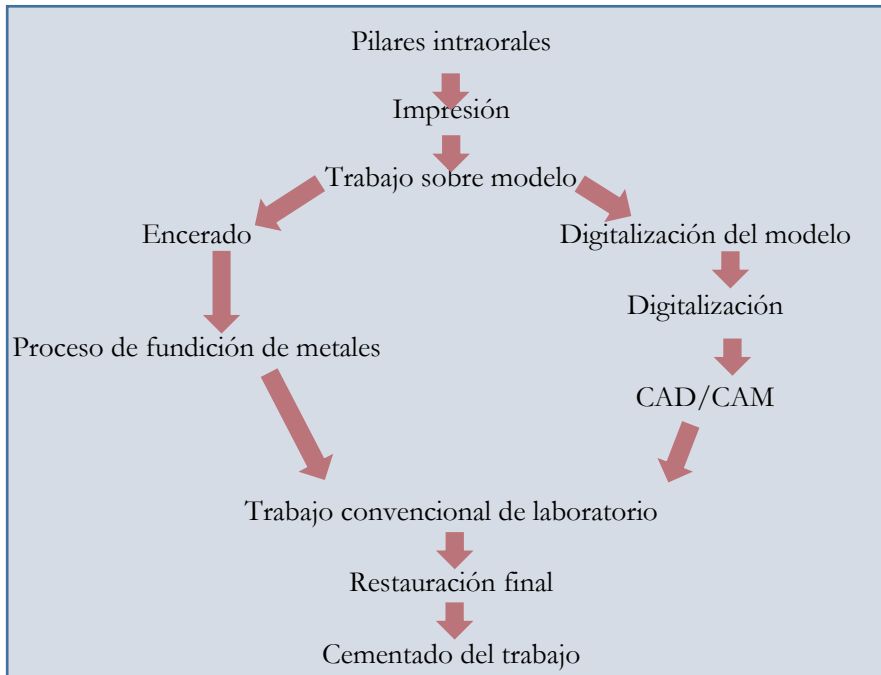 Pilares intraorales
Impresión
Trabajo sobre modelo
Encerado
Digitalización del modelo
Digitalización
Proceso de fundición de metales
CAD/CAM
Trabajo convencional de laboratorio
Restauración final
Cementado del trabajo